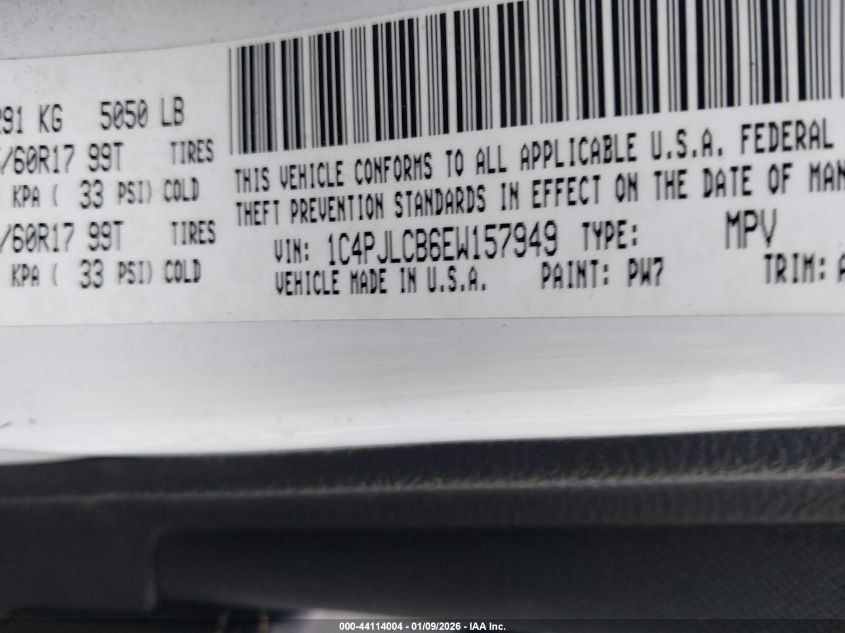 291 KG 5050 LB
/60R17 99T TIRES
KPA ( 33 PSI) COLD
/60R17 99T TIRES
KPA ( 33 PSI) COLD
THIS VEHICLE CONFORMS TO ALL APPLICABLE U.S.A. FEDERAL
THEFT PREVENTION STANDARDS IN EFFECT ON THE DATE OF MAN
VIN: 1C4PJLCB6EW157949 TYPE: MPV
VEHICLE MADE IN U.S.A. PAINT: PW7 TRIM: A
000-44114004 - 01/09/2026 - IAA Inc.